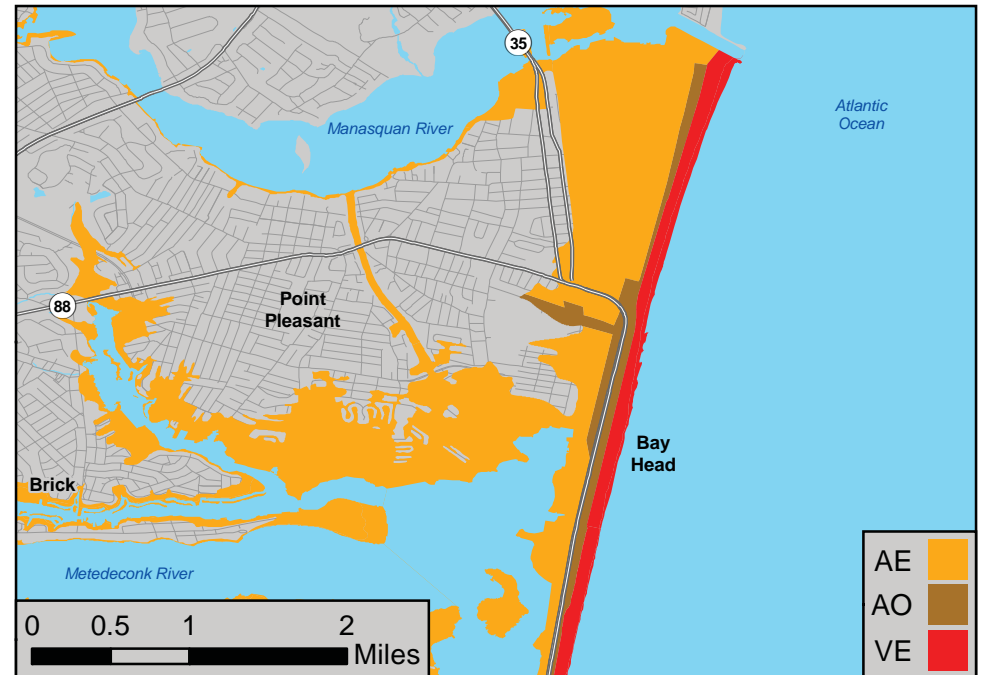 35
Atlantic
Ocean
Manasquan River
Point
Pleasant
88
Bay
Head
Brick
Metedeconk River
AE
AO
VE
0 0.5 1 2
Miles